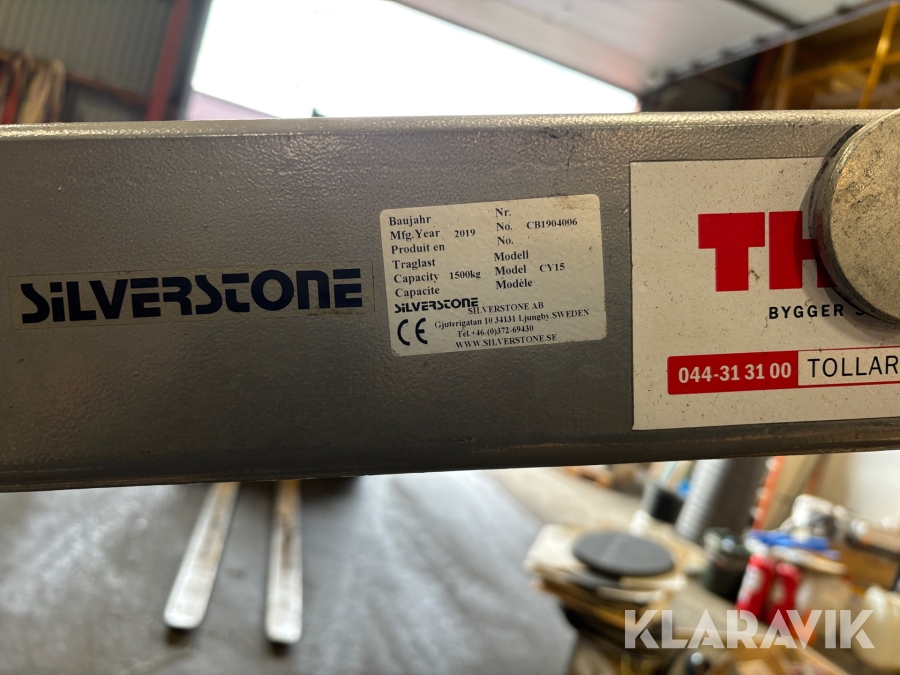 SILVERSTONE
Baujahr Nr.
Mfg.Year 2019 No. CB1904006
Produit en No.
Traglast Modell
Capacity 1500kg Model CY15
Capacite Modèle
SILVERSTONE SILVERSTONE AB
CE Gjuterigatan 10 34131 Ljungby.SWEDEN
Tel.+46-(0)372-69430
WWW.SILVERSTONE.SE
BYGGER
044-31 31 00 TOLLAR
KLARAVIK